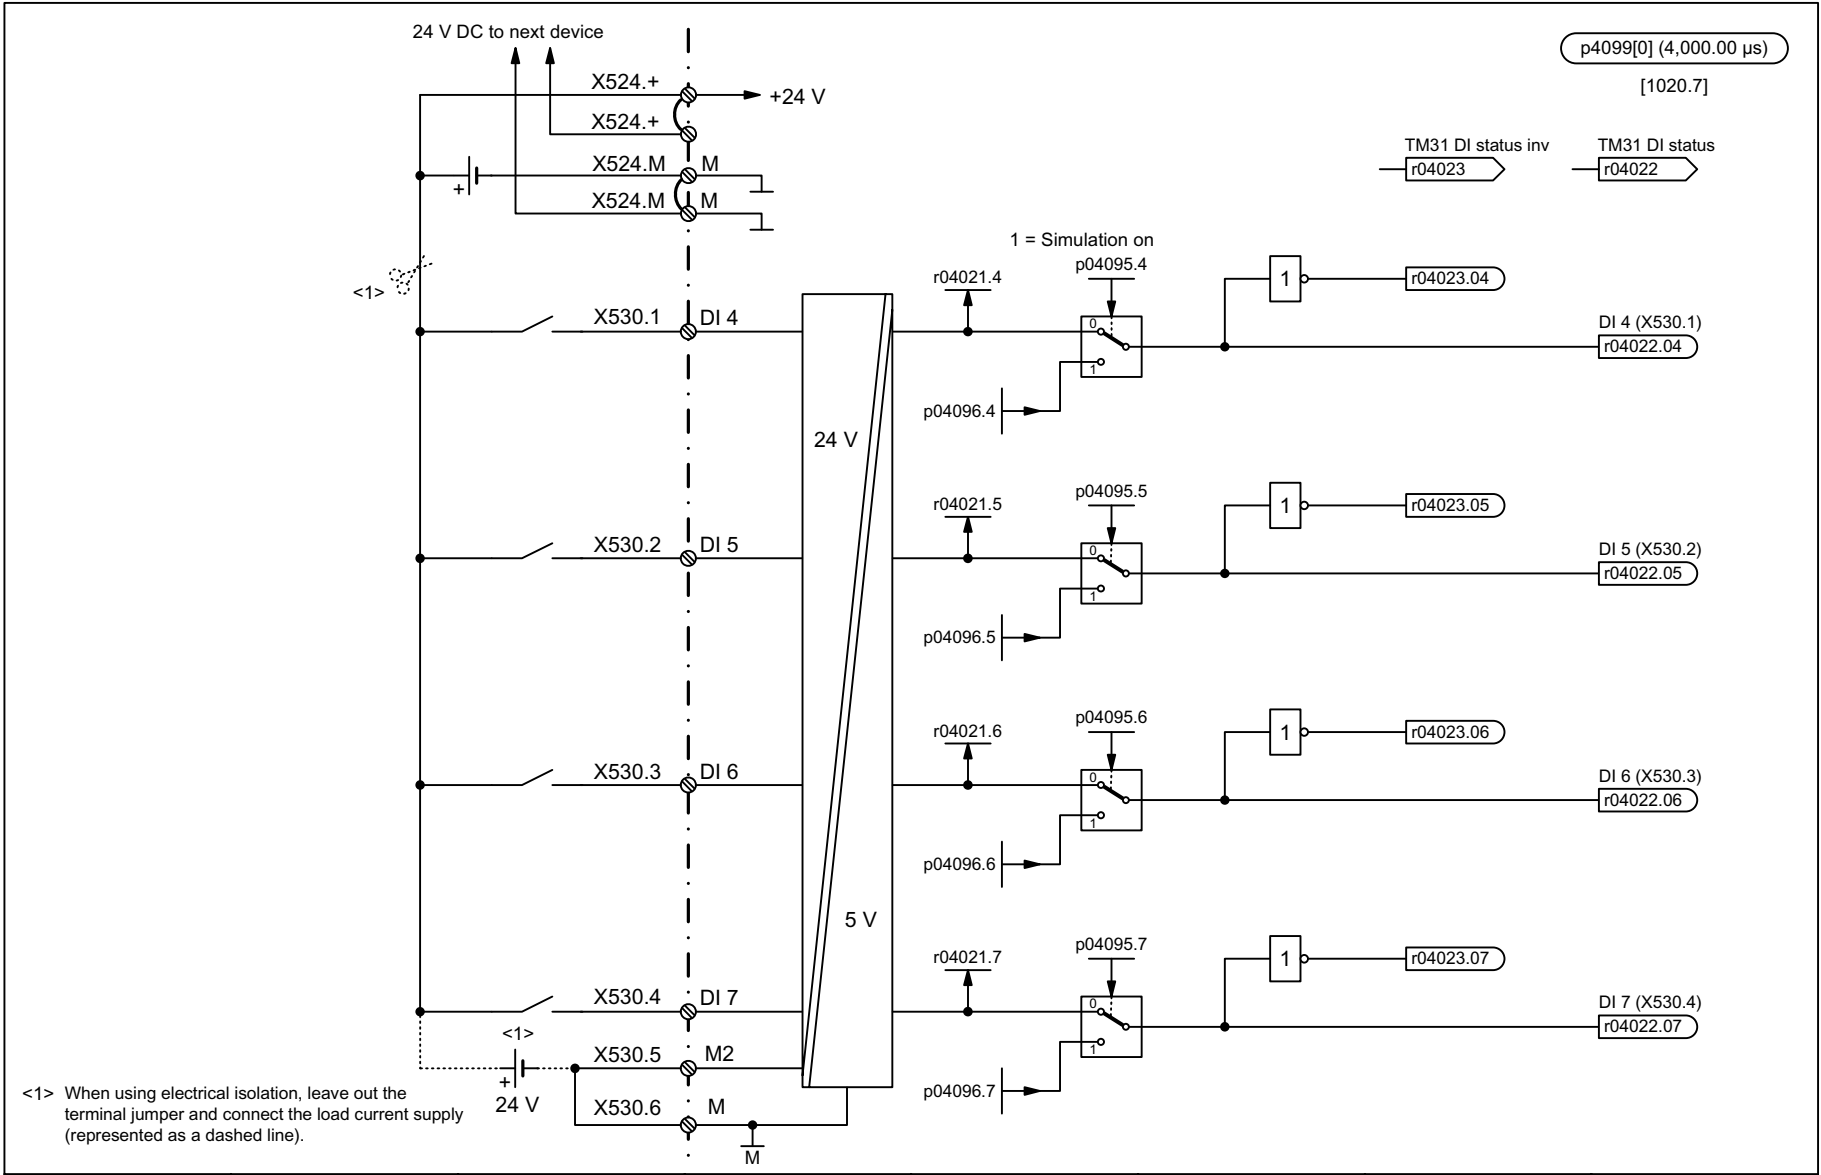 24 V DC to next device
p4099[0] (4,000.00 µs)
[1020.7]
X524.+
+24 V
X524.+
X524.M
M
+
X524.M
M
TM31 DI status inv
r04023
TM31 DI status
r04022
1 = Simulation on
<1>
X530.1
DI 4
r04021.4
p04095.4
0
1
p04096.4
1
r04023.04
DI 4 (X530.1)
r04022.04
24 V
X530.2
DI 5
r04021.5
p04095.5
0
1
p04096.5
1
r04023.05
DI 5 (X530.2)
r04022.05
X530.3
DI 6
r04021.6
p04095.6
0
1
p04096.6
1
r04023.06
DI 6 (X530.3)
r04022.06
5 V
X530.4
DI 7
r04021.7
p04095.7
0
1
p04096.7
1
r04023.07
DI 7 (X530.4)
r04022.07
<1>
+
24 V
X530.5
M2
X530.6
M
M
<1> When using electrical isolation, leave out the
terminal jumper and connect the load current supply
(represented as a dashed line).